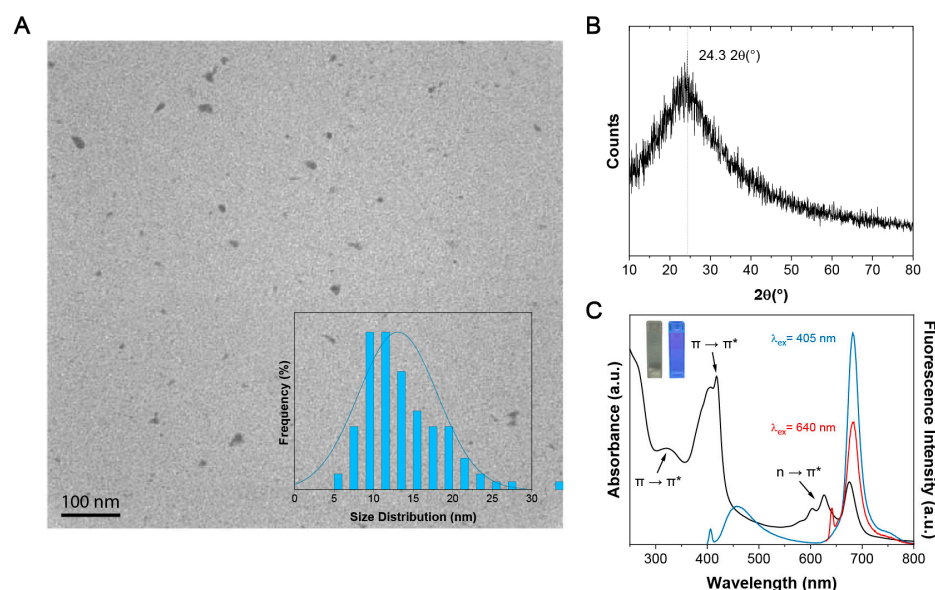 A
100 nm
Frequency (%)
0 5 10 15 20 25 30
Size Distribution (nm)
B
24.3 2θ(°)
Counts
10 20 30 40 50 60 70 80
2θ(°)
C
π → π*
λex= 405 nm
λex= 640 nm
n → π*
π → π*
Absorbance (a.u.)
Fluorescence Intensity (a.u.)
300 400 500 600 700 800
Wavelength (nm)